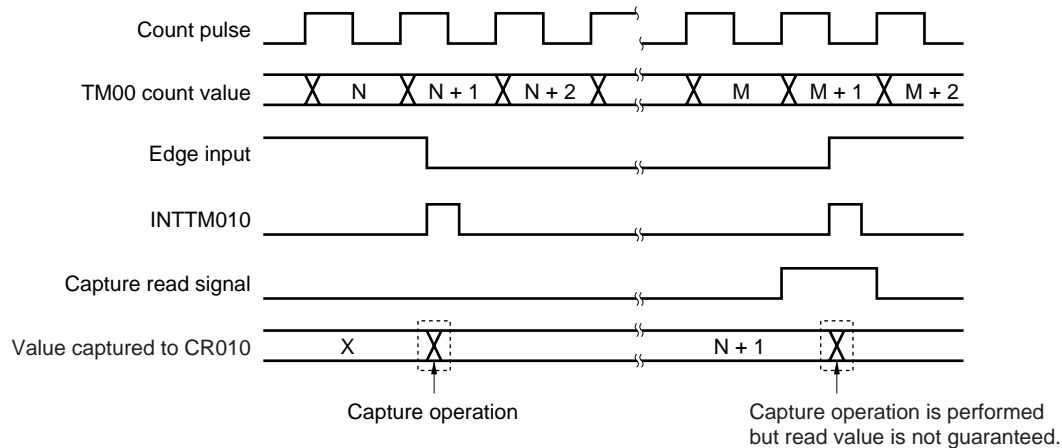 Count pulse
TM00 count value N N + 1 N + 2 M M + 1 M + 2
Edge input
INTTM010
Capture read signal
Value captured to CR010 X N + 1
Capture operation
Capture operation is performed
but read value is not guaranteed.